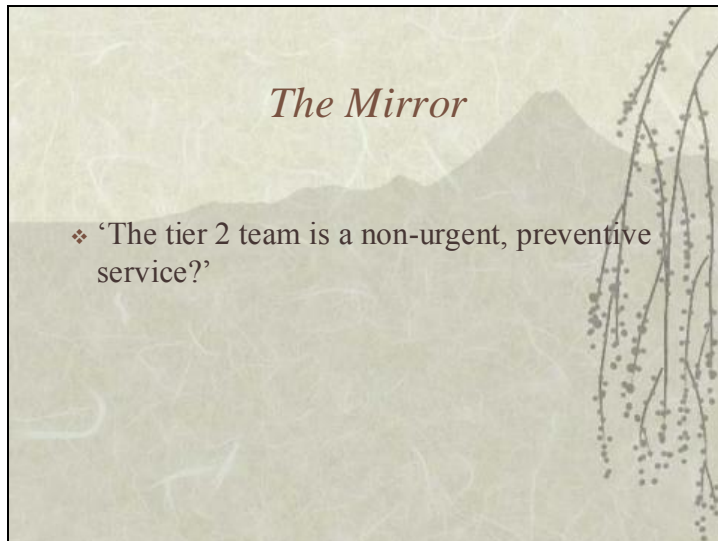 The Mirror
❖ ‘The tier 2 team is a non-urgent, preventive
service?’